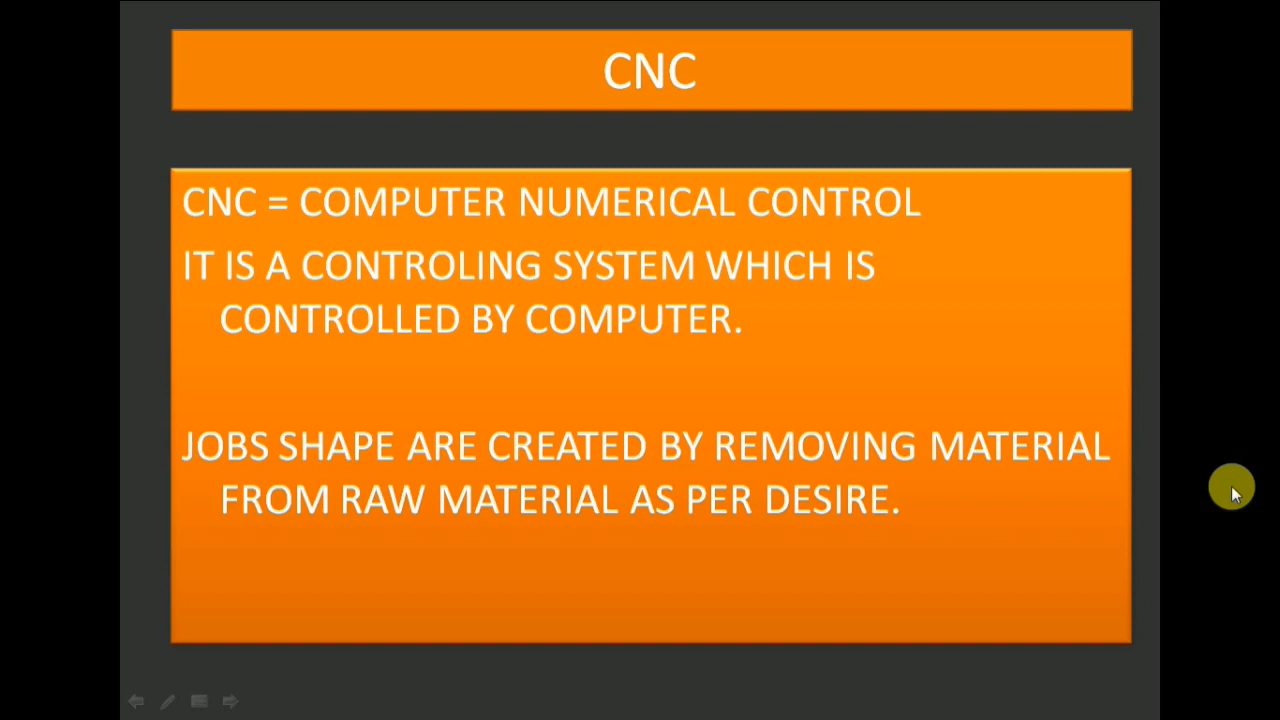 CNC
CNC = COMPUTER NUMERICAL CONTROL
IT IS A CONTROLING SYSTEM WHICH IS
CONTROLLED BY COMPUTER.
JOBS SHAPE ARE CREATED BY REMOVING MATERIAL
FROM RAW MATERIAL AS PER DESIRE.